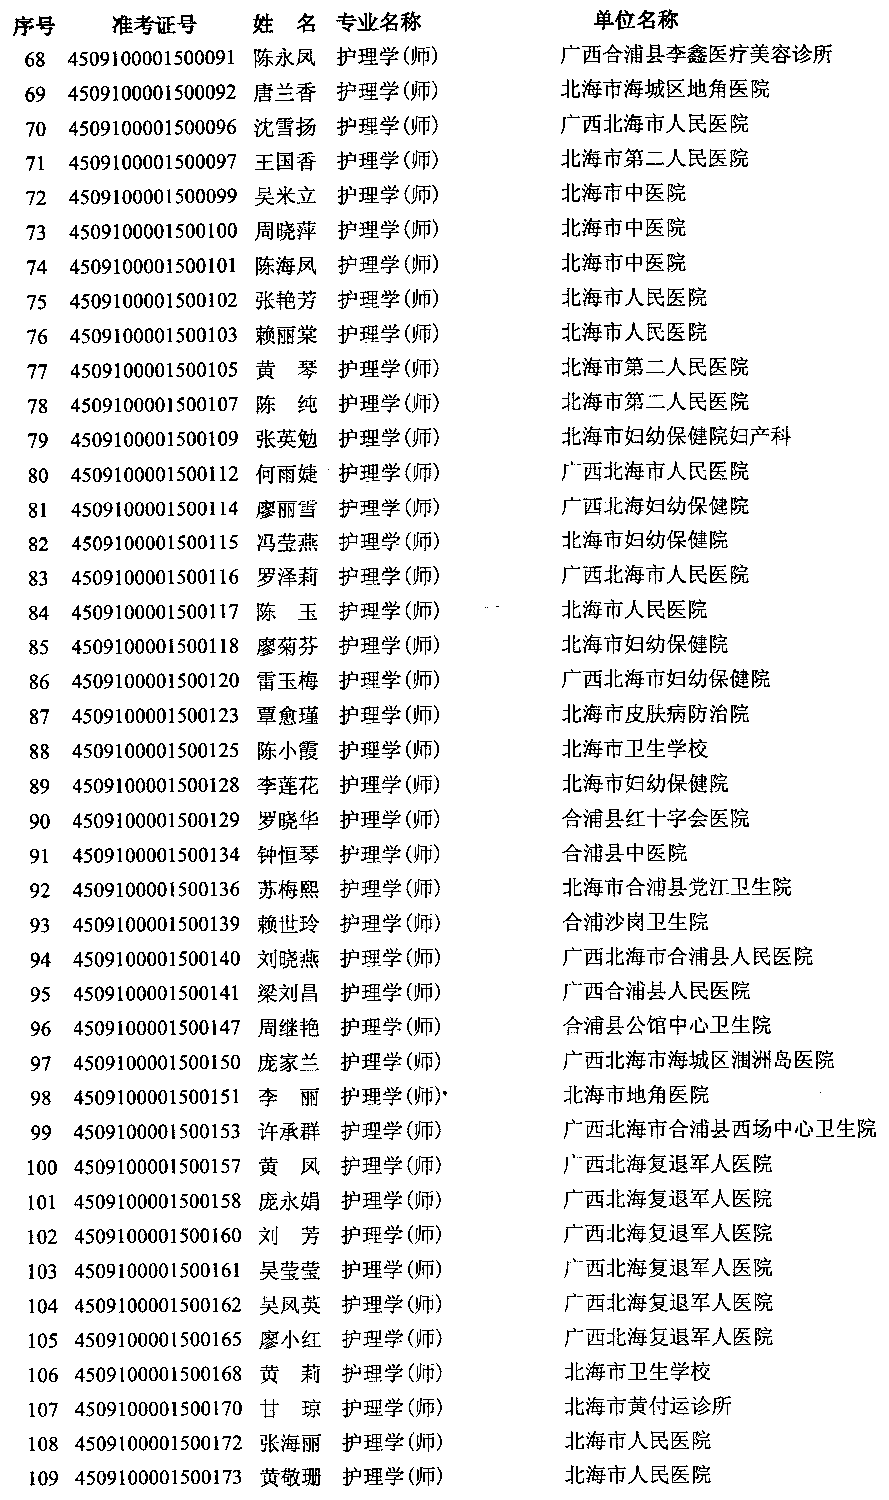 序号 准考证号 姓 名 专业名称 单位名称
68 4509100001500091 陈永凤 护理学(师) 广西合浦县李鑫医疗美容诊所
69 4509100001500092 唐兰香 护理学(师) 北海市海城区地角医院
70 4509100001500096 沈雪扬 护理学(师) 广西北海市人民医院
71 4509100001500097 王国香 护理学(师) 北海市第二人民医院
72 4509100001500099 吴米立 护理学(师) 北海市中医院
73 4509100001500100 周晓萍 护理学(师) 北海市中医院
74 4509100001500101 陈海凤 护理学(师) 北海市中医院
75 4509100001500102 张艳芳 护理学(师) 北海市人民医院
76 4509100001500103 赖丽棠 护理学(师) 北海市人民医院
77 4509100001500105 黄 琴 护理学(师) 北海市第二人民医院
78 4509100001500107 陈 纯 护理学(师) 北海市第二人民医院
79 4509100001500109 张英勉 护理学(师) 北海市妇幼保健院妇产科
80 4509100001500112 何雨婕 护理学(师) 广西北海市人民医院
81 4509100001500114 廖丽雪 护理学(师) 广西北海妇幼保健院
82 4509100001500115 冯莹燕 护理学(师) 北海市妇幼保健院
83 4509100001500116 罗泽莉 护理学(师) 广西北海市人民医院
84 4509100001500117 陈 玉 护理学(师) 北海市人民医院
85 4509100001500118 廖菊芬 护理学(师) 北海市妇幼保健院
86 4509100001500120 雷玉梅 护理学(师) 广西北海市妇幼保健院
87 4509100001500123 覃愈瑾 护理学(师) 北海市皮肤病防治院
88 4509100001500125 陈小霞 护理学(师) 北海市卫生学校
89 4509100001500128 李莲花 护理学(师) 北海市妇幼保健院
90 4509100001500129 罗晓华 护理学(师) 合浦县红十字会医院
91 4509100001500134 钟恒琴 护理学(师) 合浦县中医院
92 4509100001500136 苏梅熙 护理学(师) 北海市合浦县党江卫生院
93 4509100001500139 赖世玲 护理学(师) 合浦沙岗卫生院
94 4509100001500140 刘晓燕 护理学(师) 广西北海市合浦县人民医院
95 4509100001500141 梁刘昌 护理学(师) 广西合浦县人民医院
96 4509100001500147 周继艳 护理学(师) 合浦县公馆中心卫生院
97 4509100001500150 庞家兰 护理学(师) 广西北海市海城区涠洲岛医院
98 4509100001500151 李 丽 护理学(师) 北海市地角医院
99 4509100001500153 许承群 护理学(师) 广西北海市合浦县西场中心卫生院
100 4509100001500157 黄 凤 护理学(师) 广西北海复退军人医院
101 4509100001500158 庞永娟 护理学(师) 广西北海复退军人医院
102 4509100001500160 刘 芳 护理学(师) 广西北海复退军人医院
103 4509100001500161 吴莹莹 护理学(师) 广西北海复退军人医院
104 4509100001500162 吴凤英 护理学(师) 广西北海复退军人医院
105 4509100001500165 廖小红 护理学(师) 广西北海复退军人医院
106 4509100001500168 黄 莉 护理学(师) 北海市卫生学校
107 4509100001500170 甘 琼 护理学(师) 北海市黄付运诊所
108 4509100001500172 张海丽 护理学(师) 北海市人民医院
109 4509100001500173 黄敬珊 护理学(师) 北海市人民医院